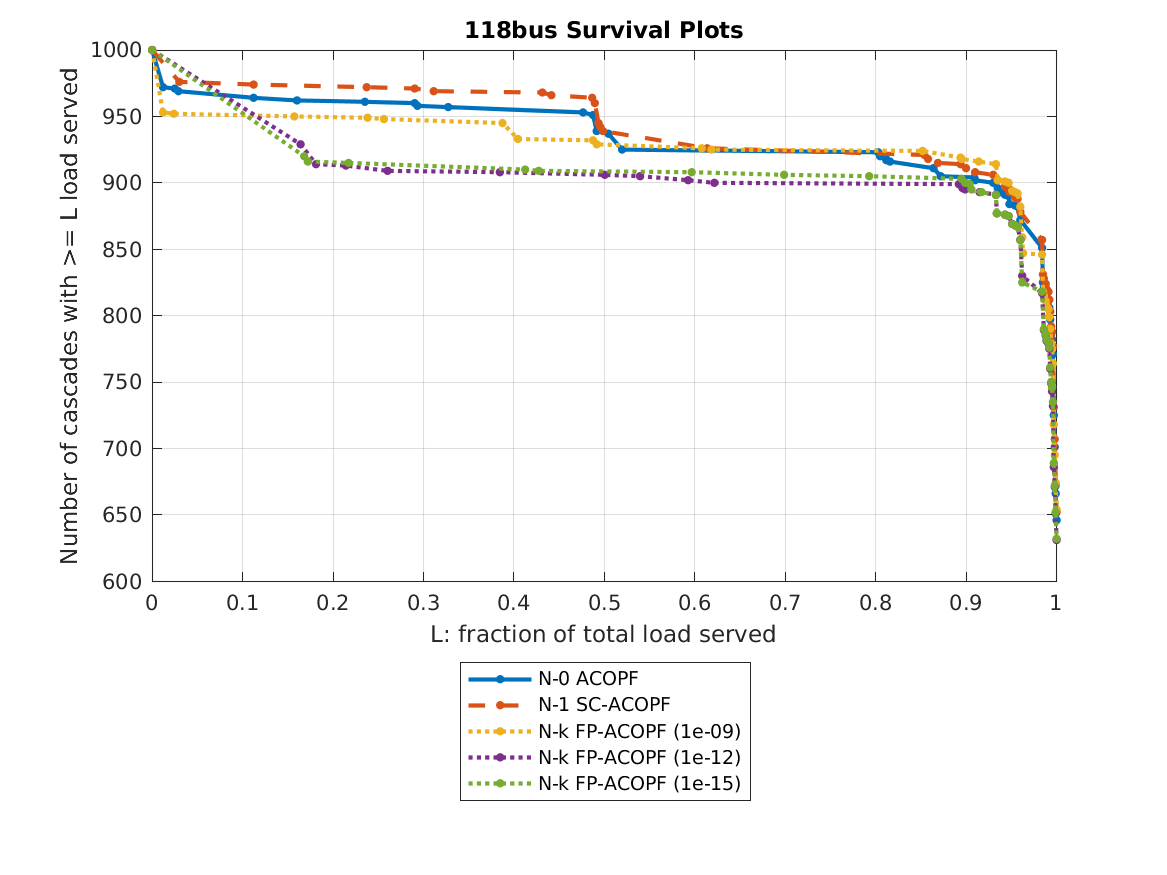 118bus Survival Plots
Number of cascades with >= L load served
1000
950
900
850
800
750
700
650
600
0 0.1 0.2 0.3 0.4 0.5 0.6 0.7 0.8 0.9 1
L: fraction of total load served
N-0 ACOPF
N-1 SC-ACOPF
N-k FP-ACOPF (1e-09)
N-k FP-ACOPF (1e-12)
N-k FP-ACOPF (1e-15)